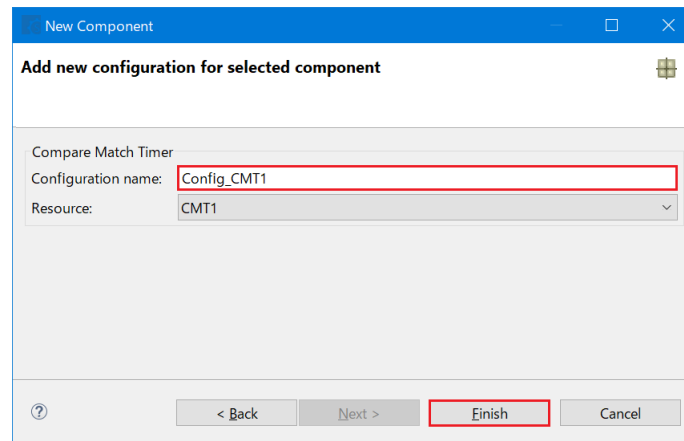 New Component
Add new configuration for selected component
Compare Match Timer
Configuration name: Config_CMT1
Resource: CMT1
? < Back Next > Finish Cancel